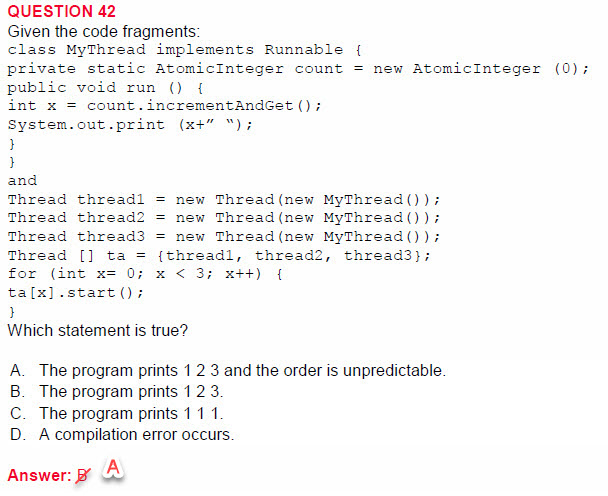 QUESTION 42
Given the code fragments:
class MyThread implements Runnable {
private static AtomicInteger count = new AtomicInteger (0);
public void run () {
int x = count.incrementAndGet();
System.out.print (x+” “);
}
}
and
Thread thread1 = new Thread(new MyThread());
Thread thread2 = new Thread(new MyThread());
Thread thread3 = new Thread(new MyThread());
Thread [] ta = {thread1, thread2, thread3};
for (int x= 0; x < 3; x++) {
ta[x].start();
}
Which statement is true?
A. The program prints 1 2 3 and the order is unpredictable.
B. The program prints 1 2 3.
C. The program prints 1 1 1.
D. A compilation error occurs.
Answer: B A